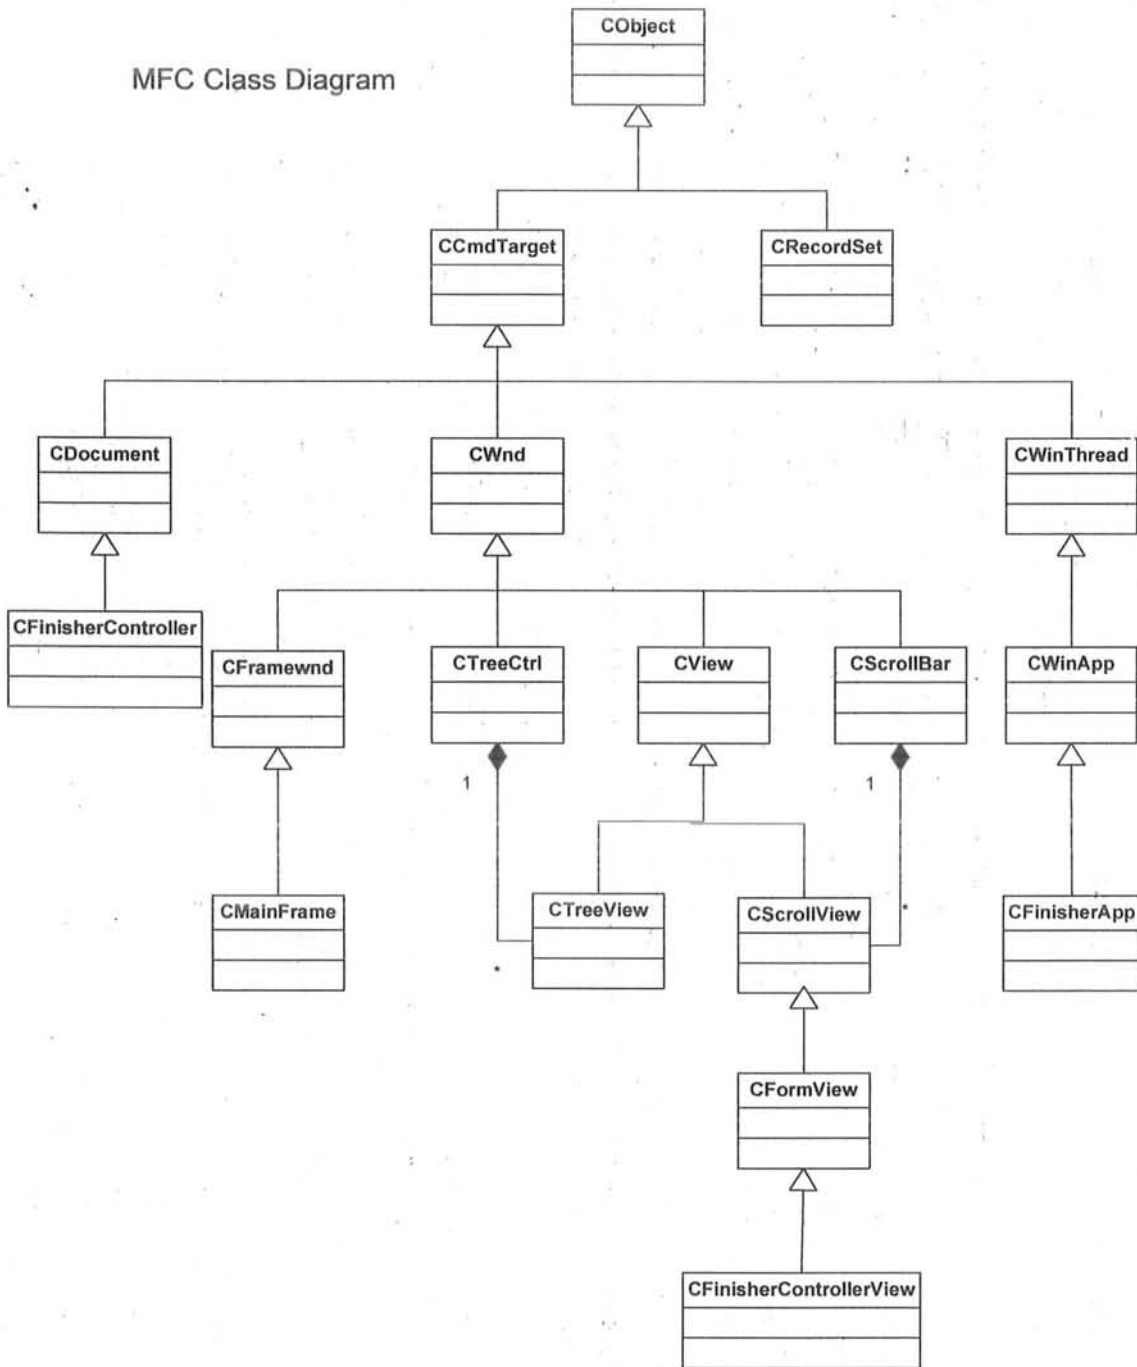 CObject
MFC Class Diagram
CCmdTarget
CRecordSet
CDocument
CWnd
CWinThread
CFinisherController
CFramewnd
CTreeCtrl
CView
CScrollBar
CWinApp
1
1
CMainFrame
CTreeView
CScrollView
*
CFinisherApp
*
CFormView
CFinisherControllerView